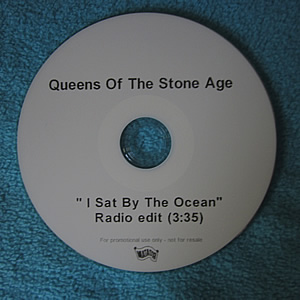 Queens Of The Stone Age
" I Sat By The Ocean"
Radio edit (3:35)
For promotional use only - not for resale
MATADOR